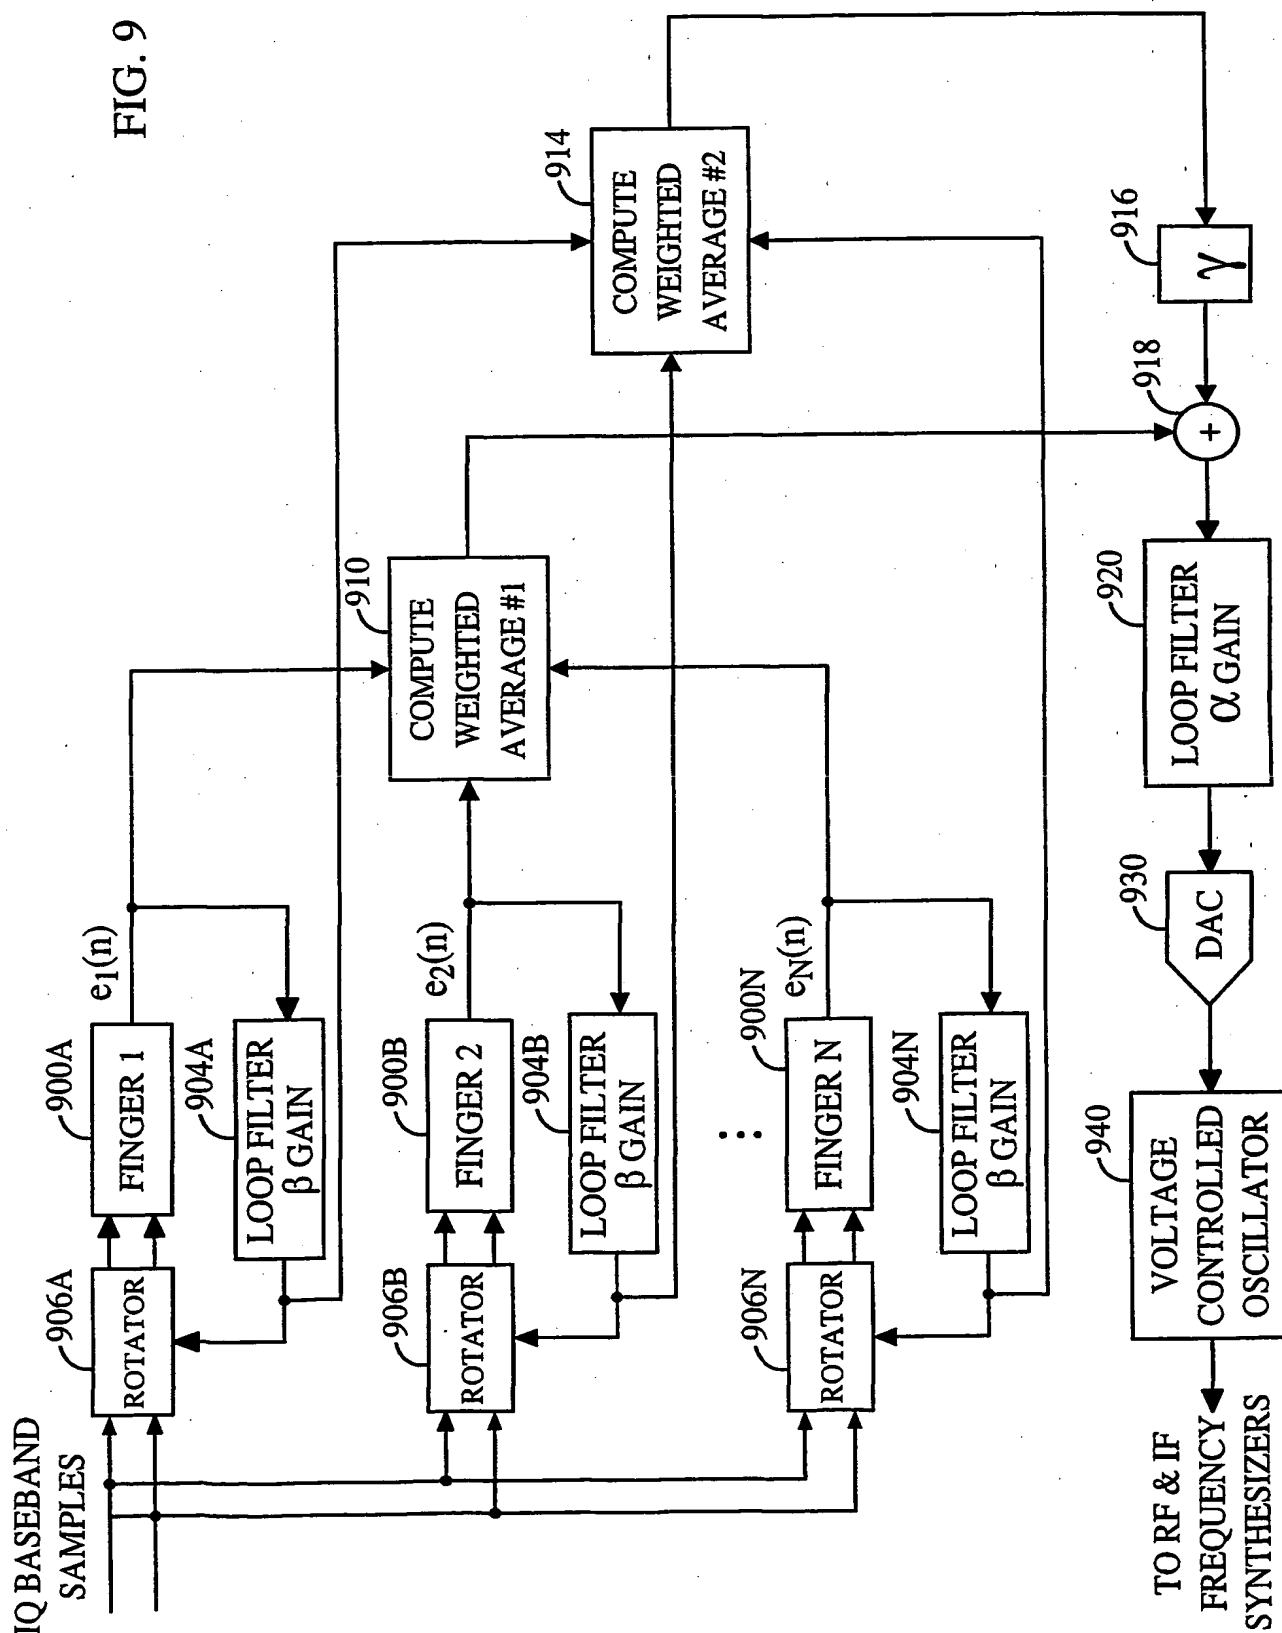 FIG. 9
IQ BASEBAND
SAMPLES
906A
ROTATOR
900A
FINGER 1
e1(n)
904A
LOOP FILTER
β GAIN
906B
ROTATOR
900B
FINGER 2
e2(n)
904B
LOOP FILTER
β GAIN
...
906N
ROTATOR
900N
FINGER N
eN(n)
904N
LOOP FILTER
β GAIN
910
COMPUTE
WEIGHTED
AVERAGE #1
914
COMPUTE
WEIGHTED
AVERAGE #2
916
γ
918
+
920
LOOP FILTER
α GAIN
930
DAC
940
VOLTAGE
CONTROLLED
OSCILLATOR
TO RF & IF
FREQUENCY
SYNTHESIZERS